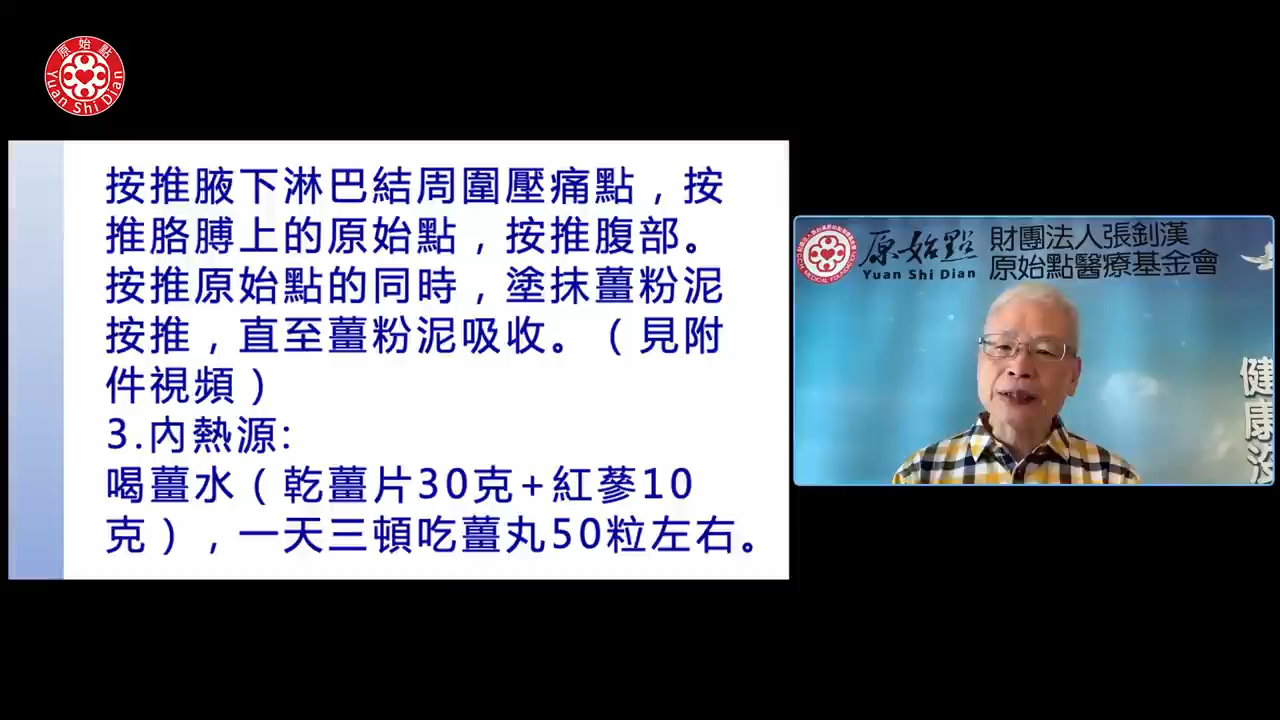 原始點
Yuan Shi Dian
按推腋下淋巴結周圍壓痛點，按
推胳膊上的原始點，按推腹部。
按推原始點的同時，塗抹薑粉泥
按推，直至薑粉泥吸收。（見附
件視頻）
3.內熱源:
喝薑水（乾薑片30克+紅蔘10
克），一天三頓吃薑丸50粒左右。
原始點
Yuan Shi Dian
財團法人張釗漢
原始點醫療基金會
健康